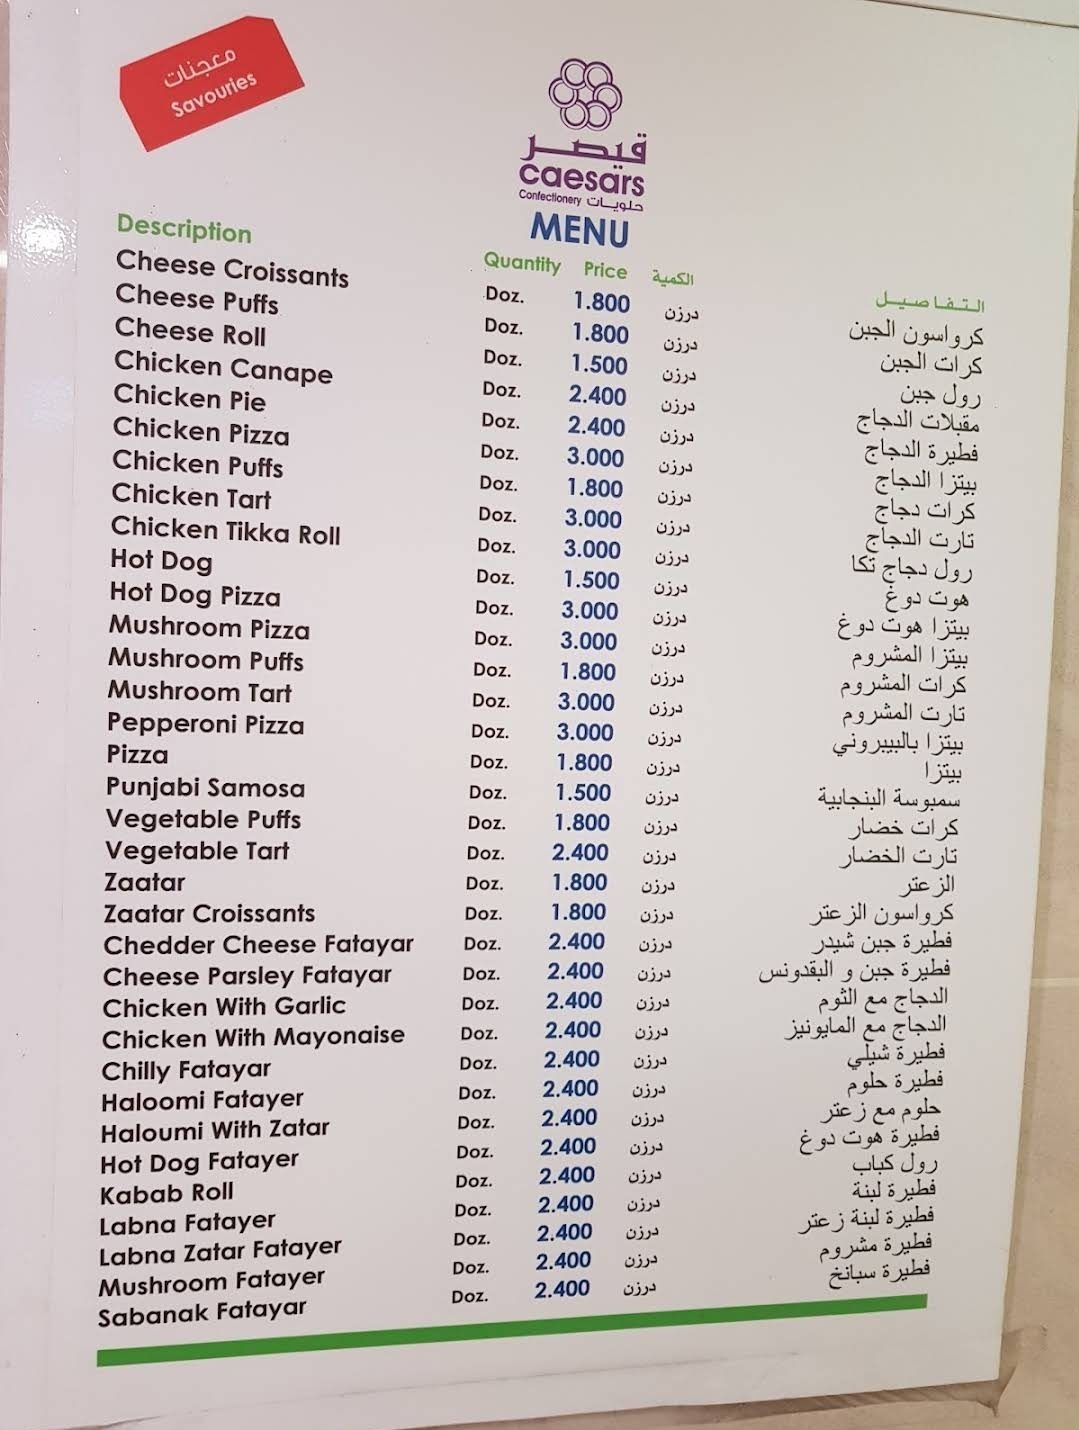 معجنات
Savouries
قيصر
caesars
Confectionery حلويات
MENU
Description Quantity Price الكمية التفاصيل
Cheese Croissants Doz. 1.800 درزن كرواسون الجبن
Cheese Puffs Doz. 1.800 درزن كرات الجبن
Cheese Roll Doz. 1.500 درزن رول جبن
Chicken Canape Doz. 2.400 درزن مقبلات الدجاج
Chicken Pie Doz. 2.400 درزن فطيرة الدجاج
Chicken Pizza Doz. 3.000 درزن بيتزا الدجاج
Chicken Puffs Doz. 1.800 درزن كرات دجاج
Chicken Tart Doz. 3.000 درزن تارت الدجاج
Chicken Tikka Roll Doz. 3.000 درزن رول دجاج تكا
Hot Dog Doz. 1.500 درزن هوت دوغ
Hot Dog Pizza Doz. 3.000 درزن بيتزا هوت دوغ
Mushroom Pizza Doz. 3.000 درزن بيتزا المشروم
Mushroom Puffs Doz. 1.800 درزن كرات المشروم
Mushroom Tart Doz. 3.000 درزن تارت المشروم
Pepperoni Pizza Doz. 3.000 درزن بيتزا بالبيبروني
Pizza Doz. 1.800 درزن بيتزا
Punjabi Samosa Doz. 1.500 درزن سمبوسة البنجابية
Vegetable Puffs Doz. 1.800 درزن كرات خضار
Vegetable Tart Doz. 2.400 درزن تارت الخضار
Zaatar Doz. 1.800 درزن الزعتر
Zaatar Croissants Doz. 1.800 درزن كرواسون الزعتر
Chedder Cheese Fatayar Doz. 2.400 درزن فطيرة جبن شيدر
Cheese Parsley Fatayar Doz. 2.400 درزن فطيرة جبن و البقدونس
Chicken With Garlic Doz. 2.400 درزن الدجاج مع الثوم
Chicken With Mayonaise Doz. 2.400 درزن الدجاج مع المايونيز
Chilly Fatayar Doz. 2.400 درزن فطيرة شيلي
Haloomi Fatayer Doz. 2.400 درزن فطيرة حلوم
Haloumi With Zatar Doz. 2.400 درزن حلوم مع زعتر
Hot Dog Fatayer Doz. 2.400 درزن فطيرة هوت دوغ
Kabab Roll Doz. 2.400 درزن رول كباب
Labna Fatayer Doz. 2.400 درزن فطيرة لبنة
Labna Zatar Fatayer Doz. 2.400 درزن فطيرة لبنة زعتر
Mushroom Fatayer Doz. 2.400 درزن فطيرة مشروم
Sabanak Fatayar Doz. 2.400 درزن فطيرة سبانخ